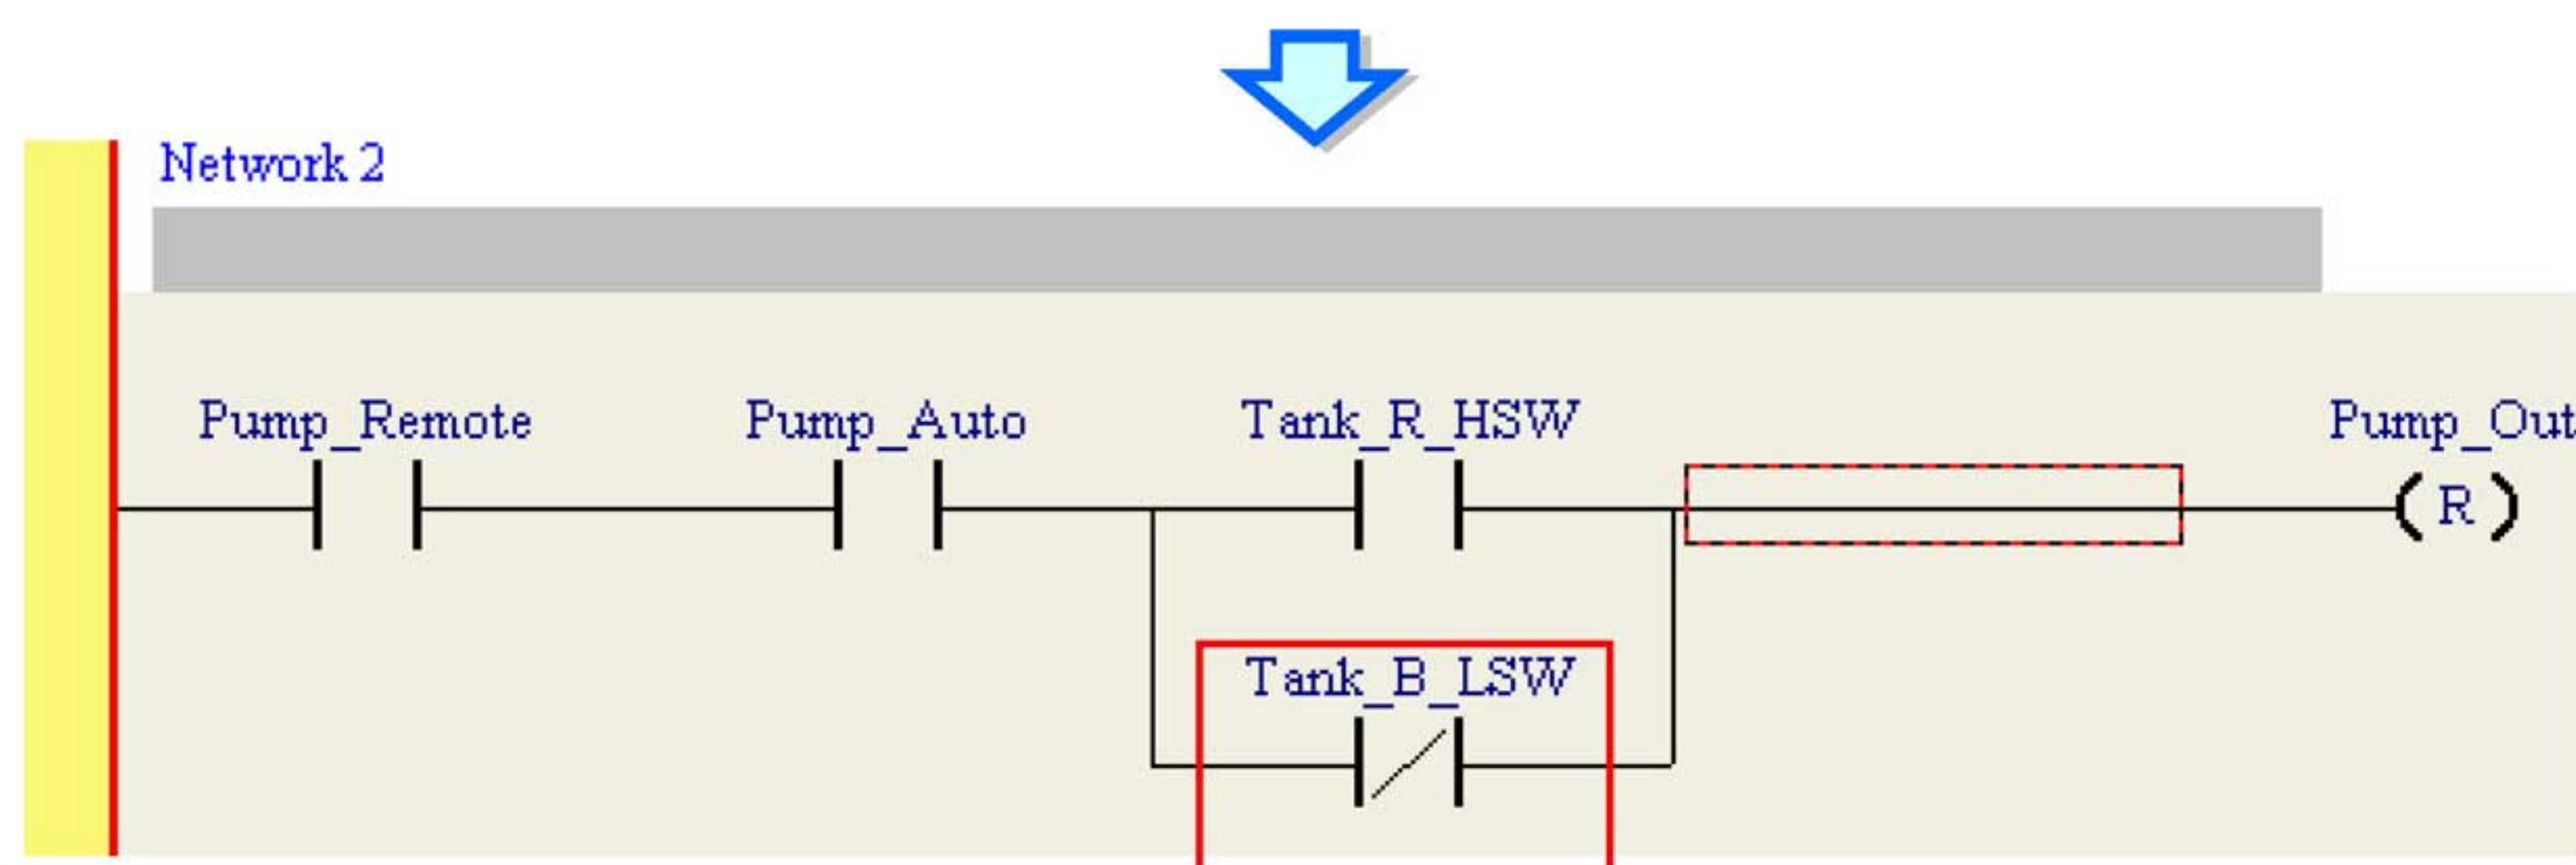 Network 2
Pump_Remote Pump_Auto Tank_R_HSW Pump_Out
( R )
Tank_B_LSW